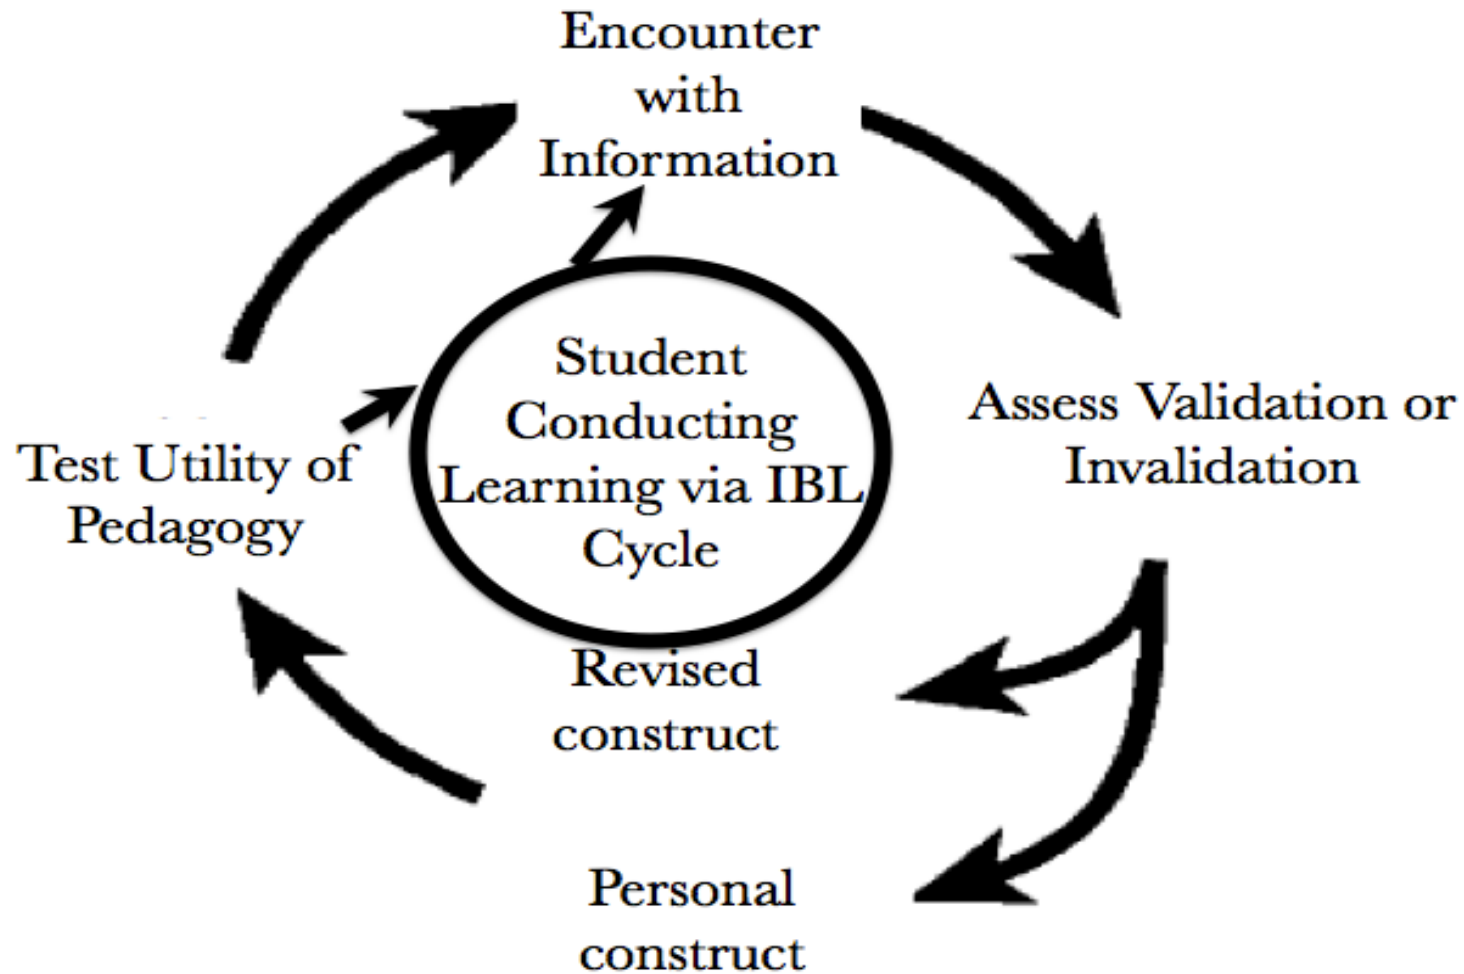 Encounter
with
Information
Student
Conducting
Learning via IBL
Cycle
Assess Validation or
Invalidation
Test Utility of
Pedagogy
Revised
construct
Personal
construct